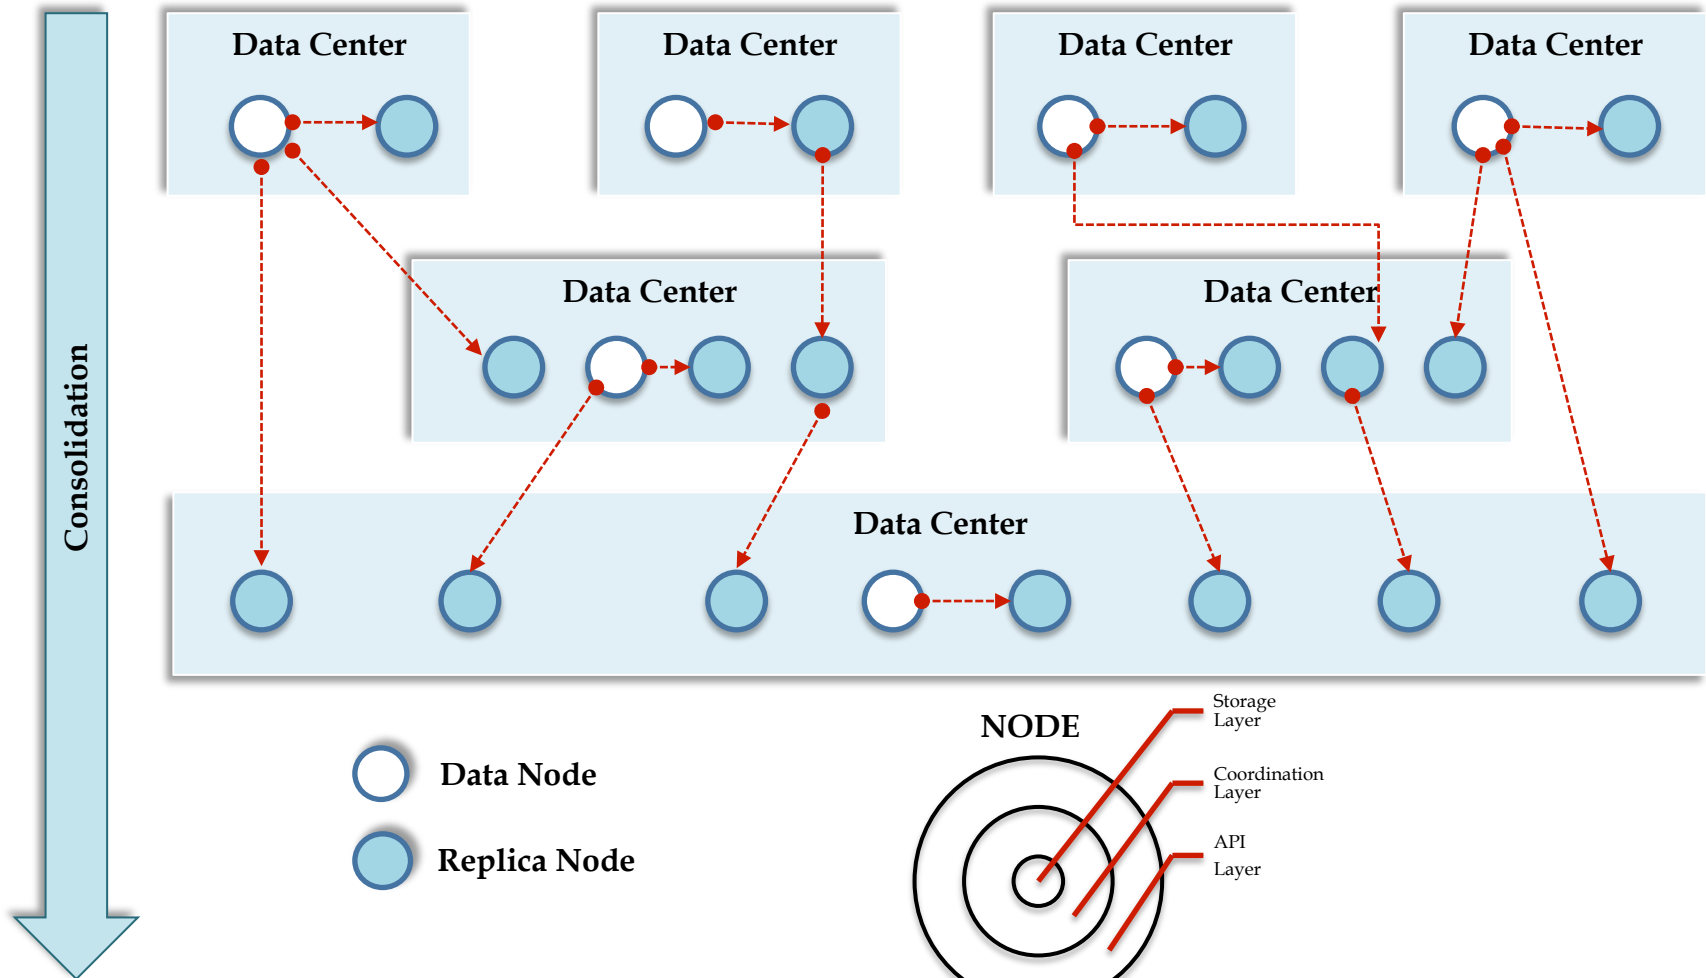 Data Center
Data Center
Data Center
Data Center
Data Center
Data Center
Consolidation
Data Center
NODE
Storage
Layer
Coordination
Layer
API
Layer
Data Node
Replica Node